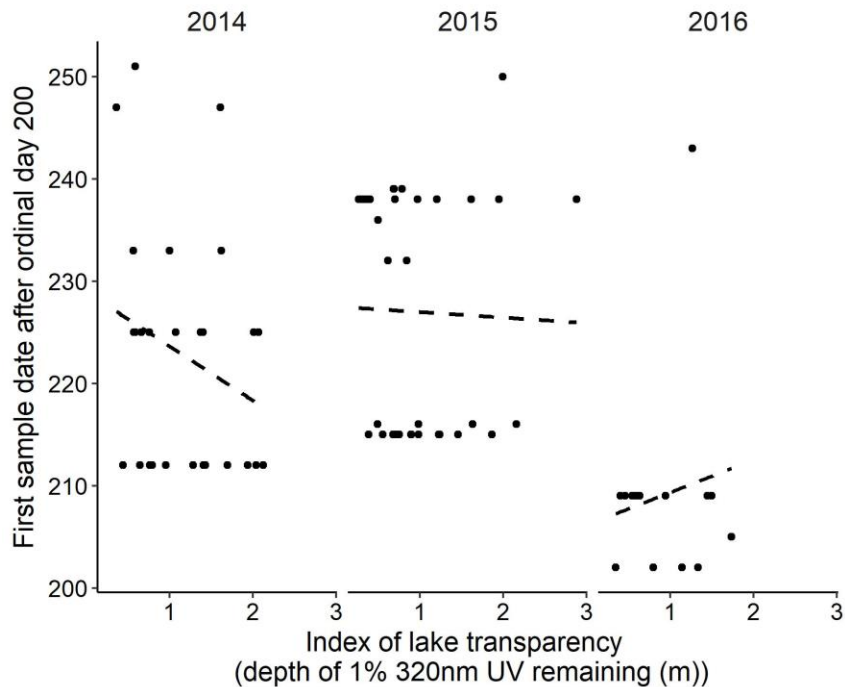 2014 2015 2016
First sample date after ordinal day 200
250
240
230
220
210
200
1 2 3 1 2 3 1 2 3
Index of lake transparency
(depth of 1% 320nm UV remaining (m))